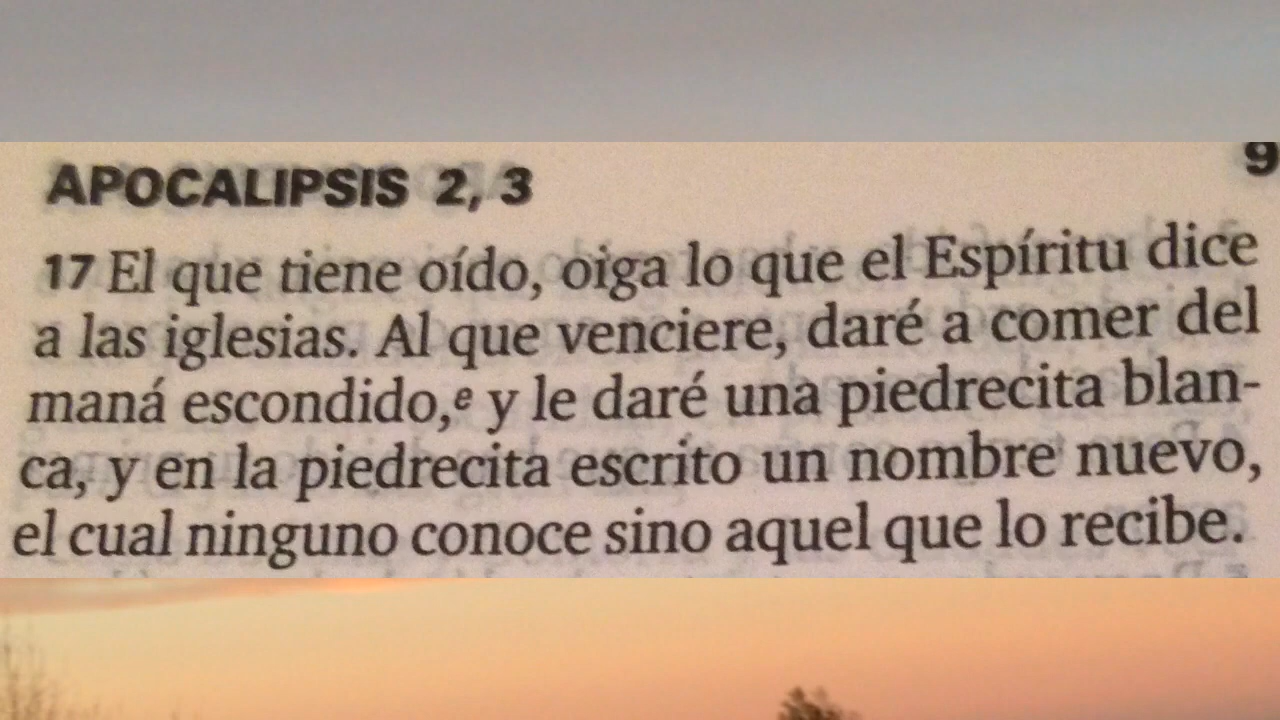 APOCALIPSIS 2, 3
9
17 El que tiene oído, oiga lo que el Espíritu dice
a las iglesias. Al que venciere, daré a comer del
maná escondido,e y le daré una piedrecita blan-
ca, y en la piedrecita escrito un nombre nuevo,
el cual ninguno conoce sino aquel que lo recibe.